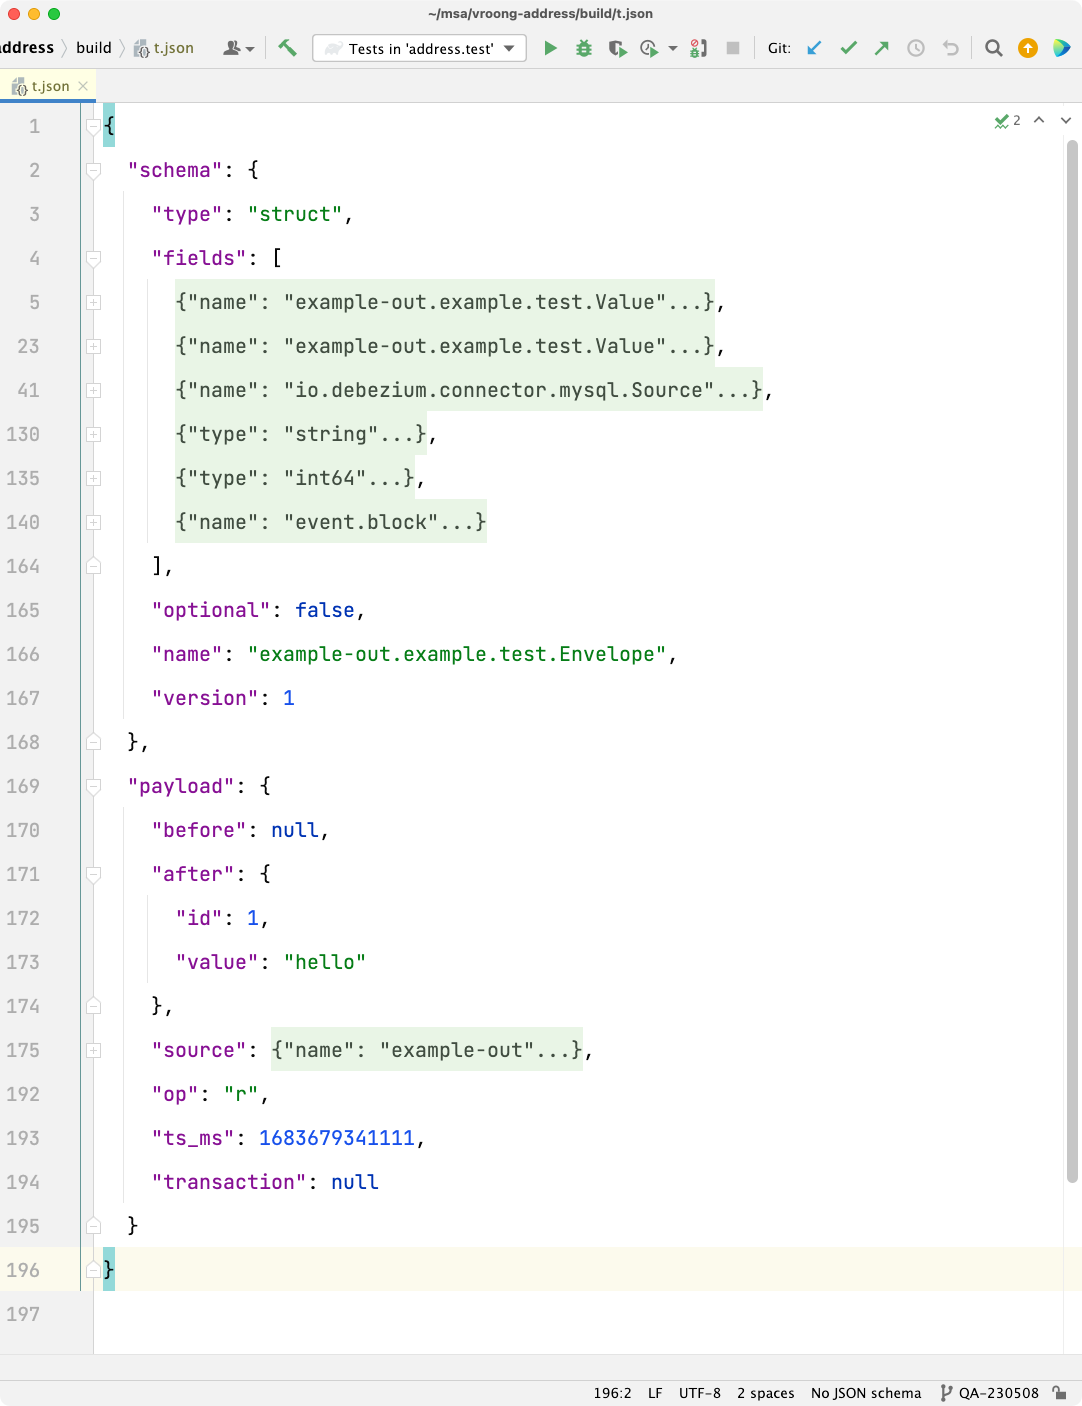 ~/msa/vroong-address/build/t.json
address build t.json Tests in 'address.test' Git:
t.json
2
1 {
2 "schema": {
3 "type": "struct",
4 "fields": [
5 {"name": "example-out.example.test.Value"...},
23 {"name": "example-out.example.test.Value"...},
41 {"name": "io.debezium.connector.mysql.Source"...},
130 {"type": "string"...},
135 {"type": "int64"...},
140 {"name": "event.block"...}
164 ],
165 "optional": false,
166 "name": "example-out.example.test.Envelope",
167 "version": 1
168 },
169 "payload": {
170 "before": null,
171 "after": {
172 "id": 1,
173 "value": "hello"
174 },
175 "source": {"name": "example-out"...},
192 "op": "r",
193 "ts_ms": 1683679341111,
194 "transaction": null
195 }
196 }
197
196:2 LF UTF-8 2 spaces No JSON schema QA-230508